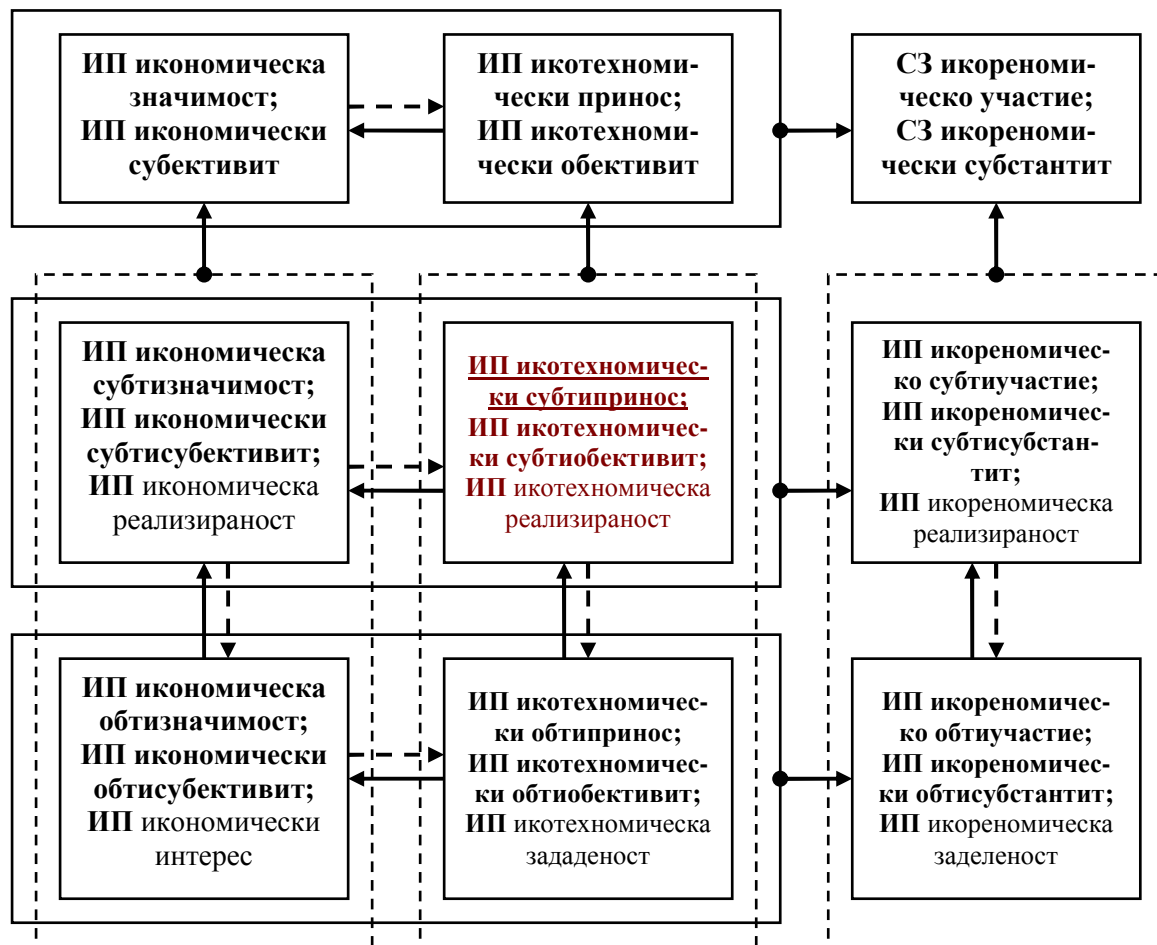 ИП икономическа
значимост;
ИП икономически
субективит
ИП икотехноми-
чески принос;
ИП икотехноми-
чески обективит
СЗ икореноми-
ческо участие;
СЗ икореноми-
чески субстантит
ИП икономическа
субтизначимост;
ИП икономически
субтисубективит;
ИП икономическа
реализираност
ИП икотехномичес-
ки субтипринос;
ИП икотехномичес-
ки субтиобективит;
ИП икотехномическа
реализираност
ИП икореномичес-
ко субтиучастие;
ИП икореномичес-
ки субтисубстан-
тит;
ИП икореномическа
реализираност
ИП икономическа
обтизначимост;
ИП икономически
обтисубективит;
ИП икономически
интерес
ИП икотехномичес-
ки обтипринос;
ИП икотехномичес-
ки обтиобективит;
ИП икотехномическа
зададеност
ИП икореномичес-
ко обтиучастие;
ИП икореномичес-
ки обтисубстантит;
ИП икореномическа
заделеност